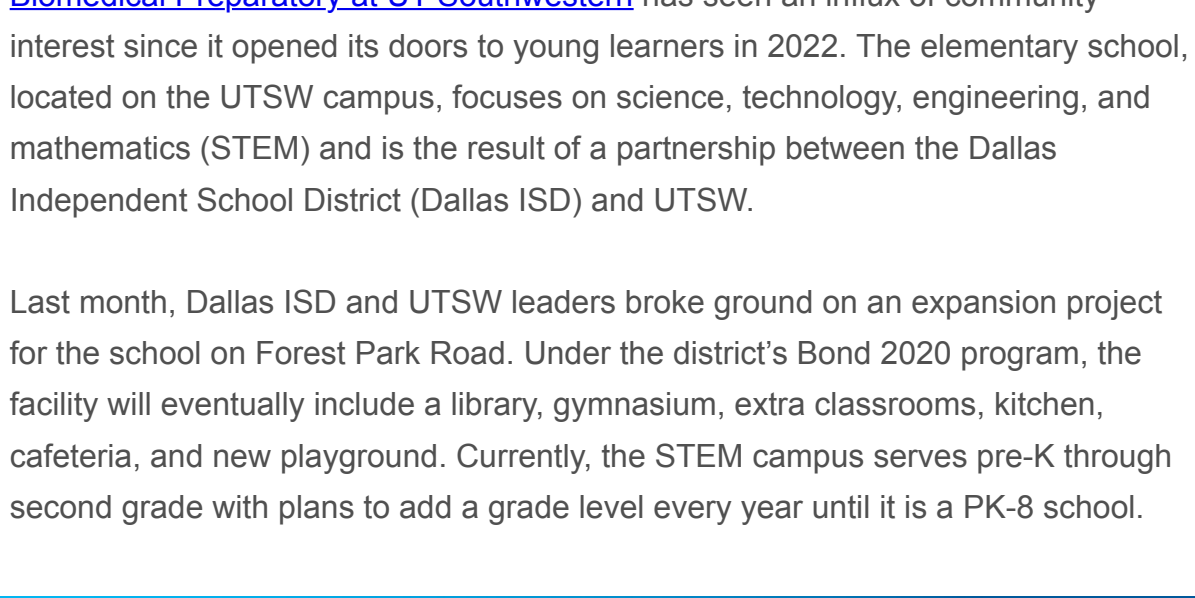 Biomedical Preparatory at UT Southwestern has seen an influx of community
interest since it opened its doors to young learners in 2022. The elementary school,
located on the UTSW campus, focuses on science, technology, engineering, and
mathematics (STEM) and is the result of a partnership between the Dallas
Independent School District (Dallas ISD) and UTSW.
Last month, Dallas ISD and UTSW leaders broke ground on an expansion project
for the school on Forest Park Road. Under the district’s Bond 2020 program, the
facility will eventually include a library, gymnasium, extra classrooms, kitchen,
cafeteria, and new playground. Currently, the STEM campus serves pre-K through
second grade with plans to add a grade level every year until it is a PK-8 school.